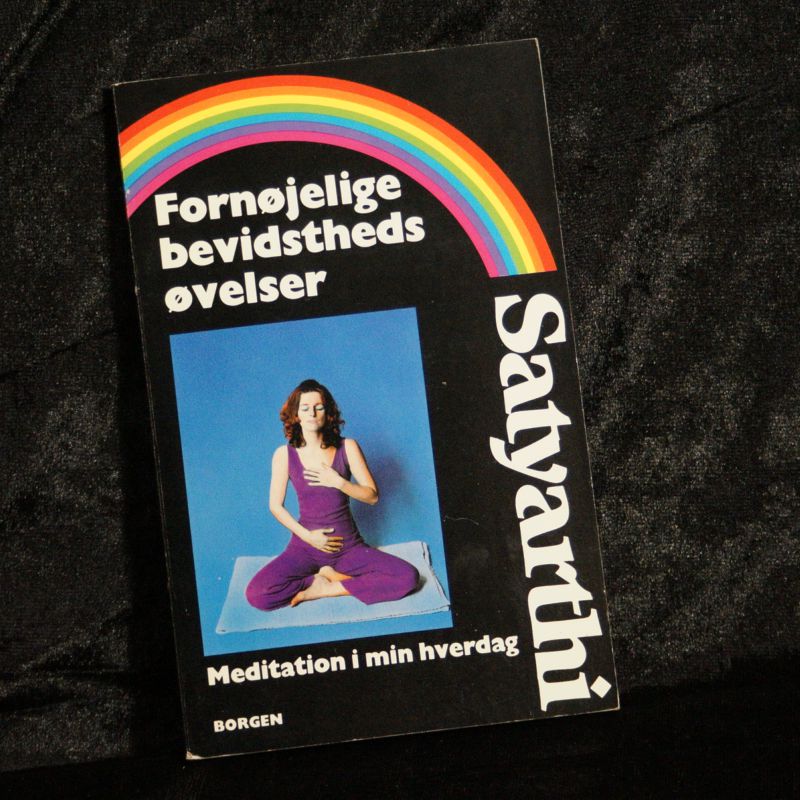 Fornøjelige
bevidstheds
øvelser
Satyarthi
Meditation i min hverdag
BORGEN